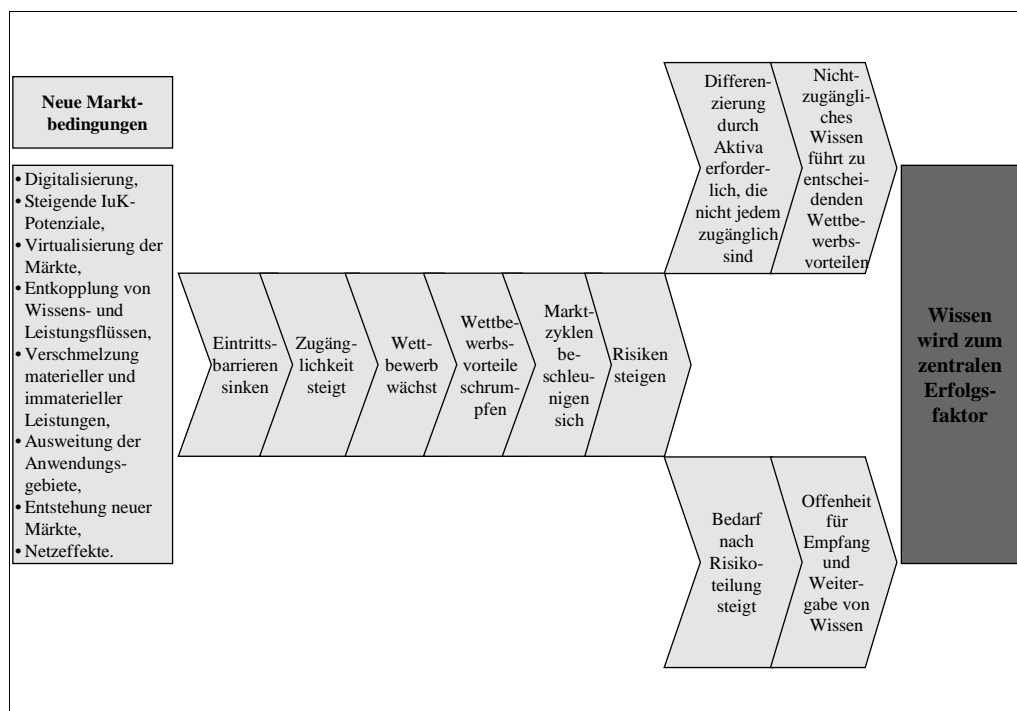 Neue Markt-
bedingungen
• Digitalisierung,
• Steigende IuK-
Potenziale,
• Virtualisierung der
Märkte,
• Entkopplung von
Wissens- und
Leistungsflüssen,
• Verschmelzung
materieller und
immaterieller
Leistungen,
• Ausweitung der
Anwendungs-
gebiete,
• Entstehung neuer
Märkte,
• Netzeffekte.
Eintritts-
barrieren
sinken
Zugäng-
lichkeit
steigt
Wett-
bewerb
wächst
Wettbe-
werbs-
vorteile
schrum-
pfen
Markt-
zyklen
be-
schleu-
nigen
sich
Risiken
steigen
Differen-
zierung
durch
Aktiva
erforder-
lich, die
nicht jedem
zugänglich
sind
Nicht-
zugängli-
ches
Wissen
führt zu
entschei-
denden
Wettbe-
werbs-
vorteilen
Bedarf
nach
Risiko-
teilung
steigt
Offenheit
für
Empfang
und
Weiter-
gabe von
Wissen
Wissen
wird zum
zentralen
Erfolgs-
faktor